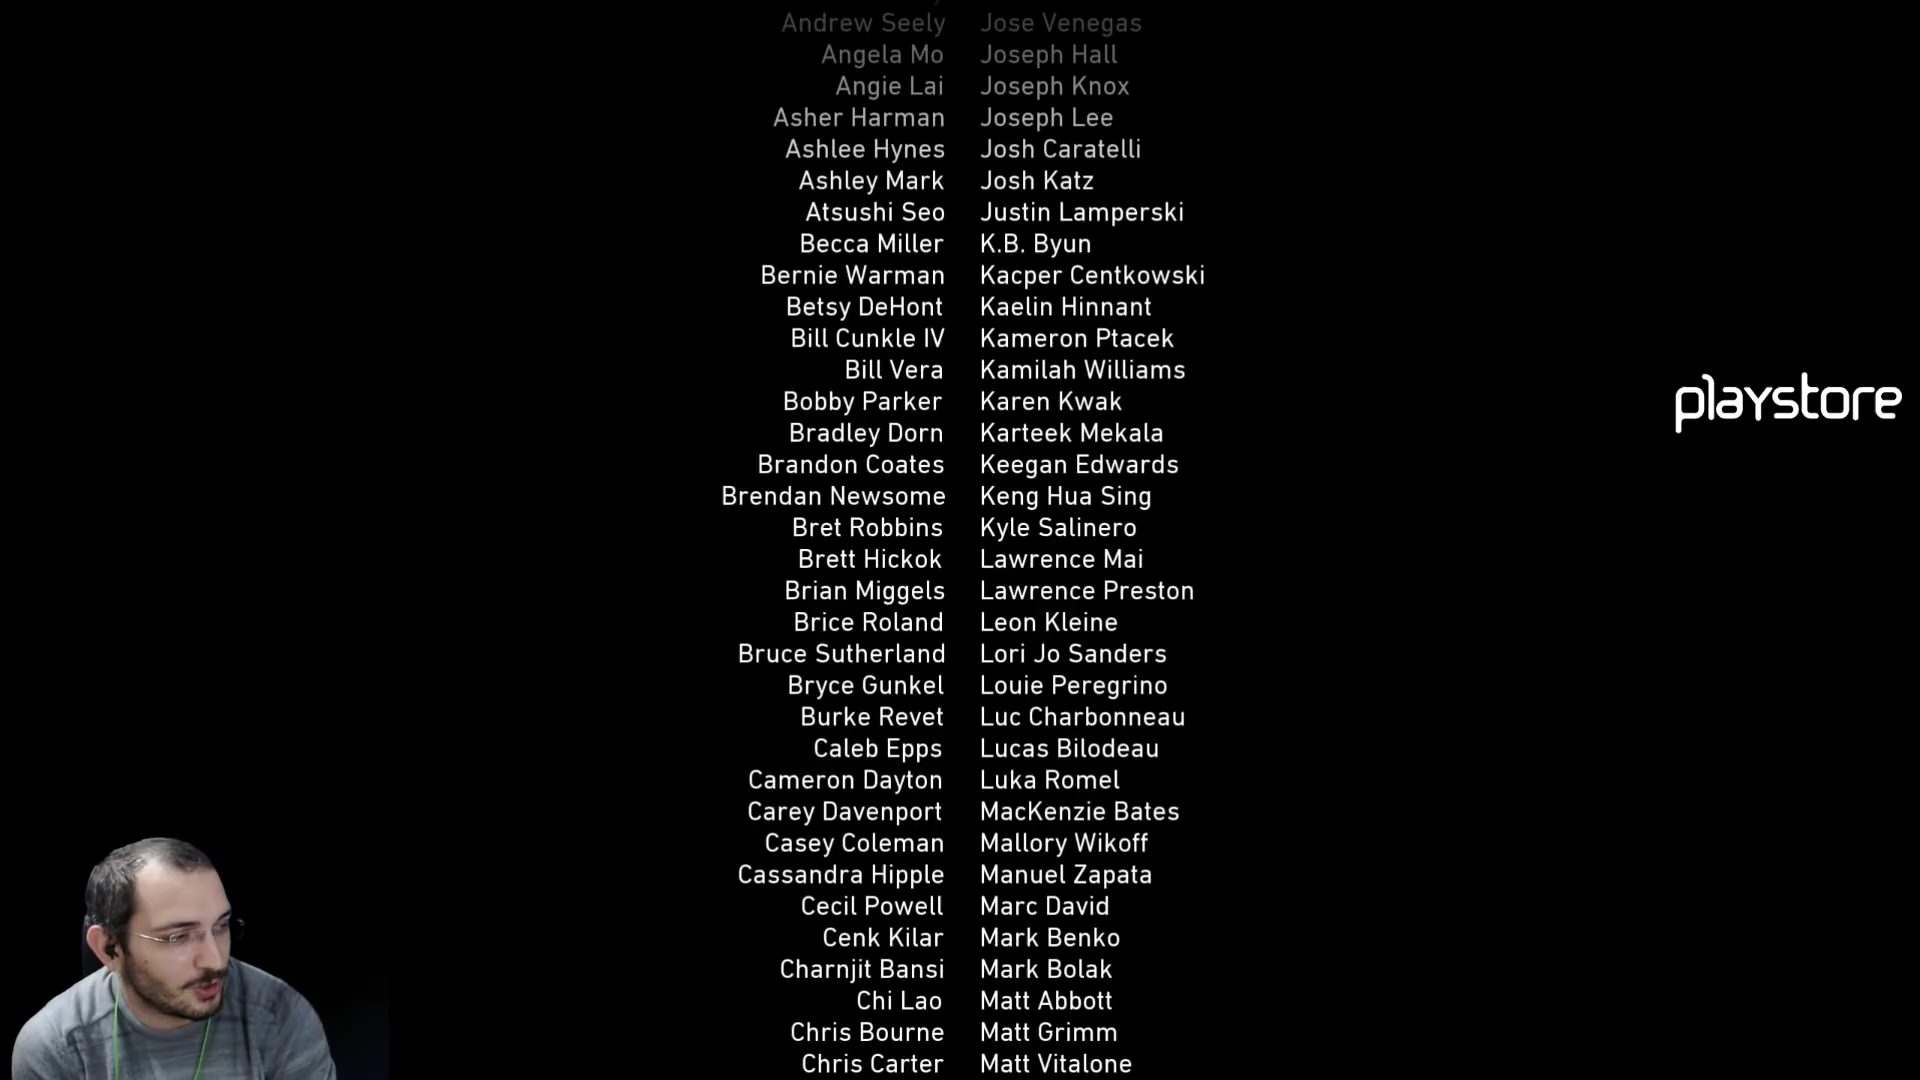 Andrew Seely Jose Venegas
Angela Mo Joseph Hall
Angie Lai Joseph Knox
Asher Harman Joseph Lee
Ashlee Hynes Josh Caratelli
Ashley Mark Josh Katz
Atsushi Seo Justin Lamperski
Becca Miller K.B. Byun
Bernie Warman Kacper Centkowski
Betsy DeHont Kaelin Hinnant
Bill Cunkle IV Kameron Ptacek
Bill Vera Kamilah Williams
Bobby Parker Karen Kwak
playstore
Bradley Dorn Karteek Mekala
Brandon Coates Keegan Edwards
Brendan Newsome Keng Hua Sing
Bret Robbins Kyle Salinero
Brett Hickok Lawrence Mai
Brian Miggels Lawrence Preston
Brice Roland Leon Kleine
Bruce Sutherland Lori Jo Sanders
Bryce Gunkel Louie Peregrino
Burke Revet Luc Charbonneau
Caleb Epps Lucas Bilodeau
Cameron Dayton Luka Romel
Carey Davenport MacKenzie Bates
Casey Coleman Mallory Wikoff
Cassandra Hipple Manuel Zapata
Cecil Powell Marc David
Cenk Kilar Mark Benko
Charnjit Bansi Mark Bolak
Chi Lao Matt Abbott
Chris Bourne Matt Grimm
Chris Carter Matt Vitalone